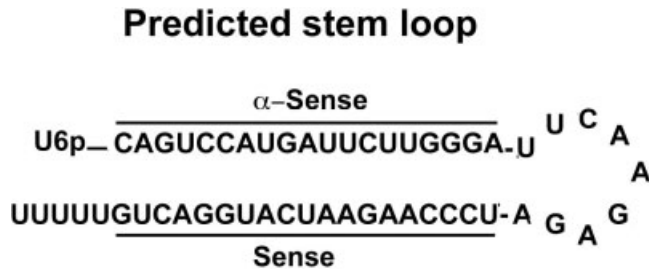 Predicted stem loop
α–Sense
U6p–CAGUCCAUGAUUCUUGGGA-U U C A A G A G A
UUUUUGUCAGGUACUAAGAACCCU-A
Sense